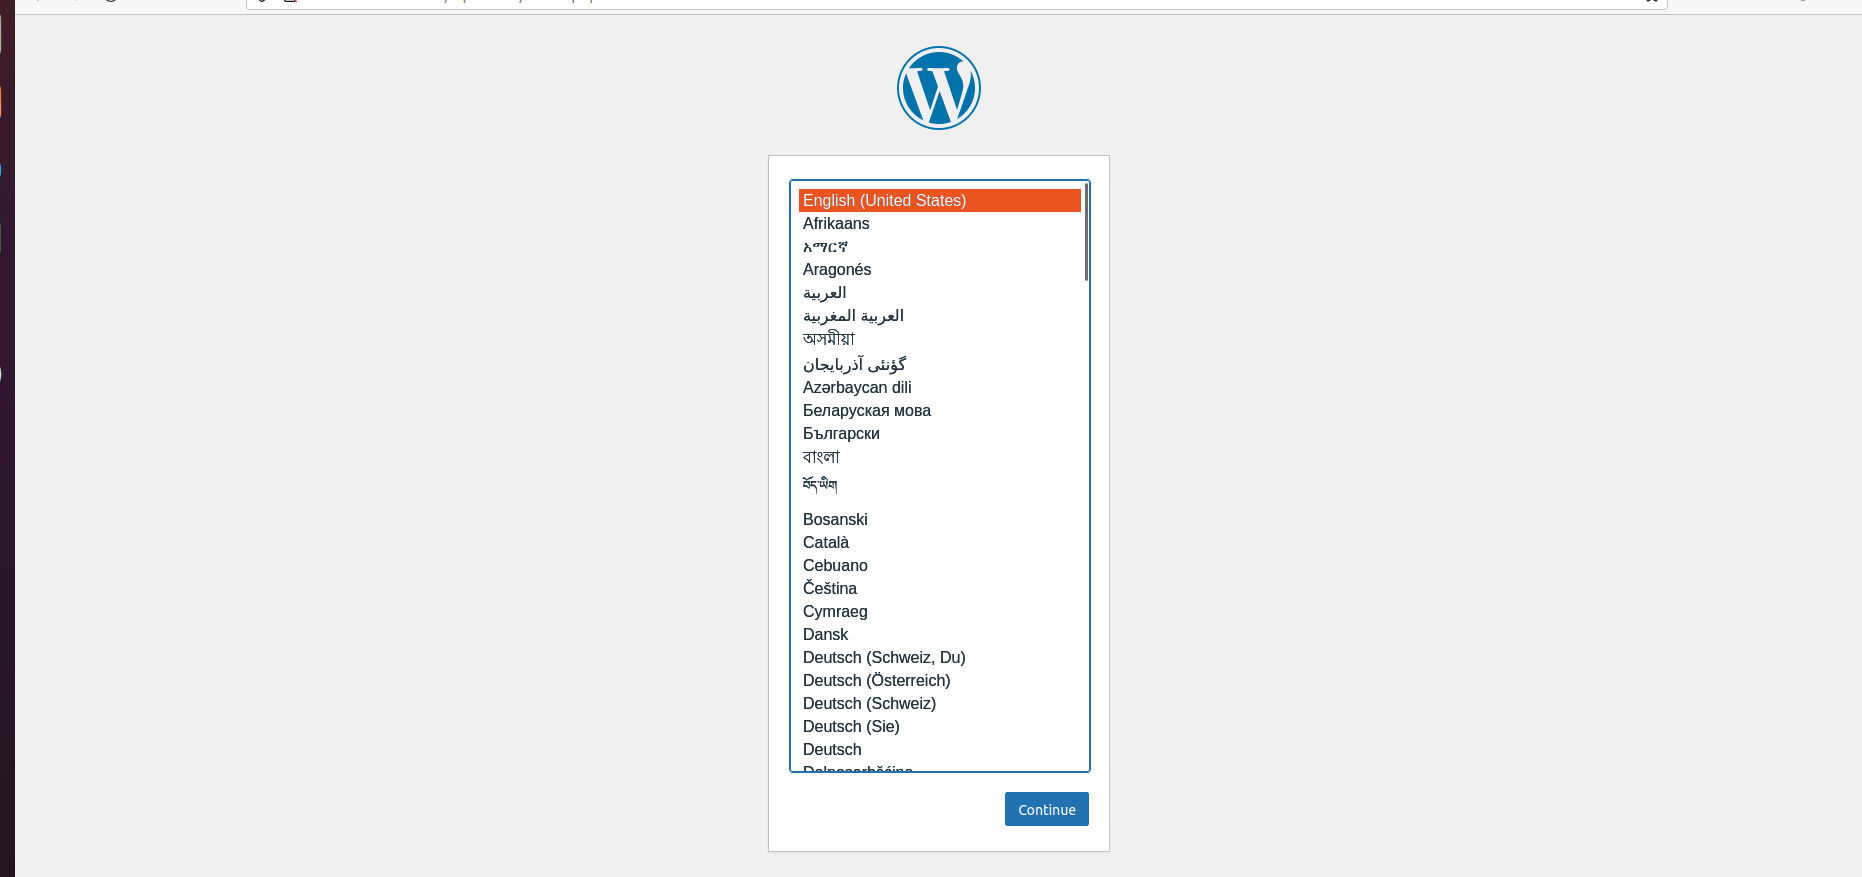 English (United States)
Afrikaans
አማርኛ
Aragonés
العربية
العربية المغربية
অসমীয়া
گؤنئی آذربایجان
Azərbaycan dili
Беларуская мова
Български
বাংলা
བོད་ཡིག
Bosanski
Català
Cebuano
Čeština
Cymraeg
Dansk
Deutsch (Schweiz, Du)
Deutsch (Österreich)
Deutsch (Schweiz)
Deutsch (Sie)
Deutsch
Continue